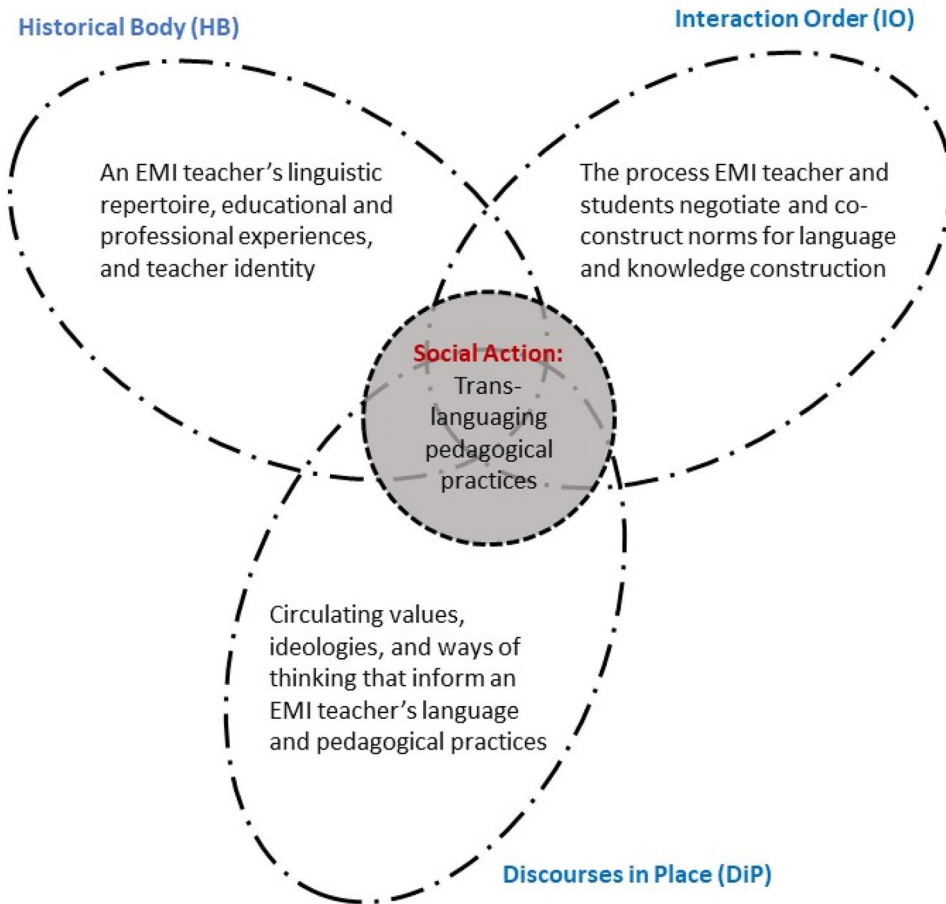 Historical Body (HB)
Interaction Order (IO)
An EMI teacher’s linguistic
repertoire, educational and
professional experiences,
and teacher identity
The process EMI teacher and
students negotiate and co-
construct norms for language
and knowledge construction
Social Action:
Trans-
languaging
pedagogical
practices
Circulating values,
ideologies, and ways of
thinking that inform an
EMI teacher’s language
and pedagogical practices
Discourses in Place (DiP)